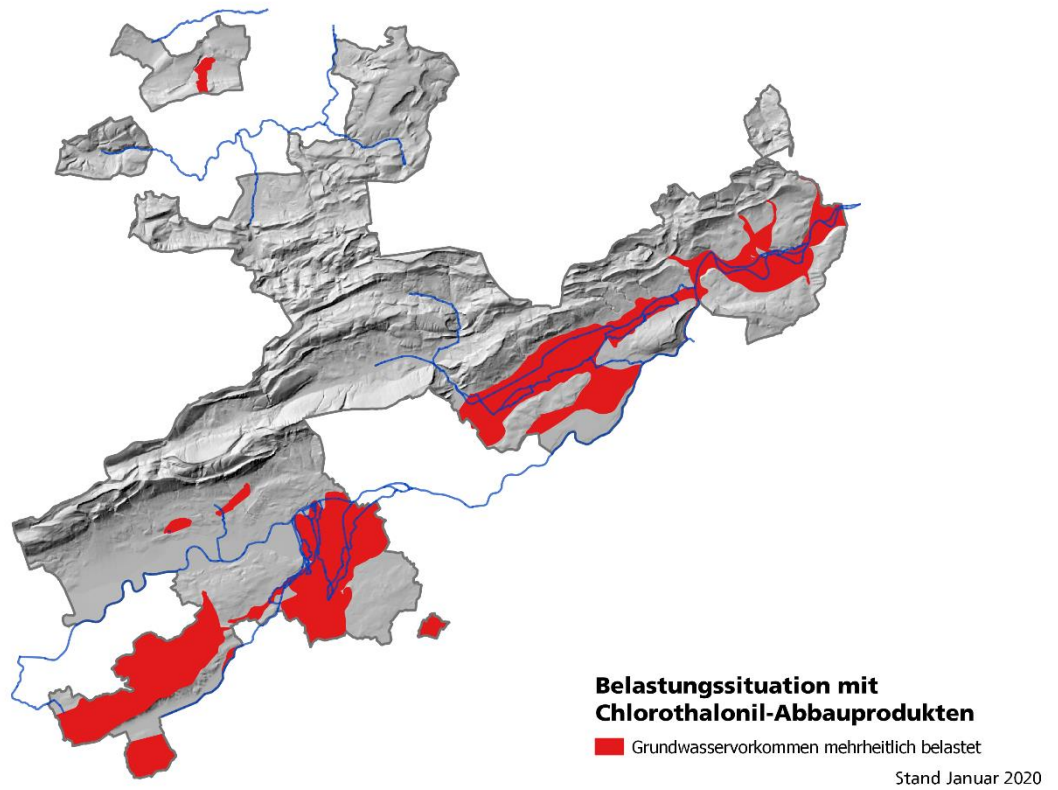 Belastungssituation mit
Chlorothalonil-Abbauprodukten
Grundwasservorkommen mehrheitlich belastet
Stand Januar 2020